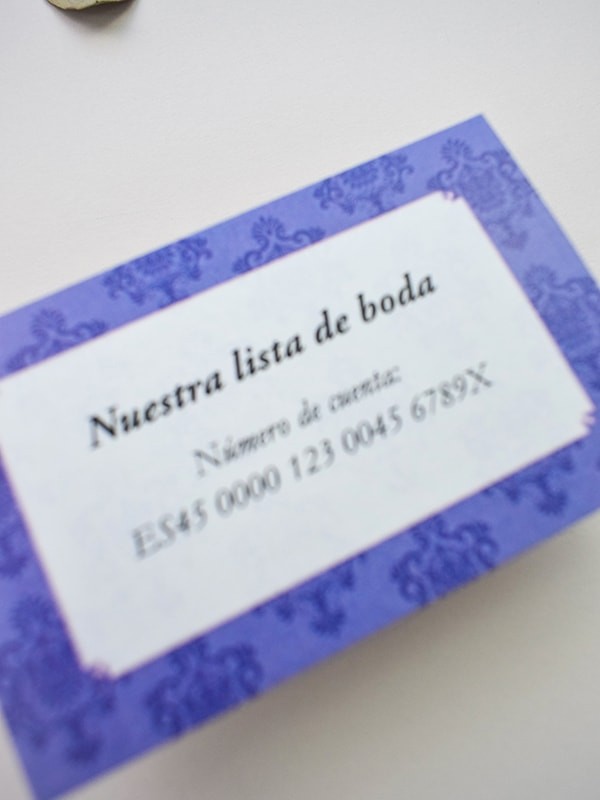 Nuestra lista de boda
Número de cuenta:
ES45 0000 123 0045 6789X